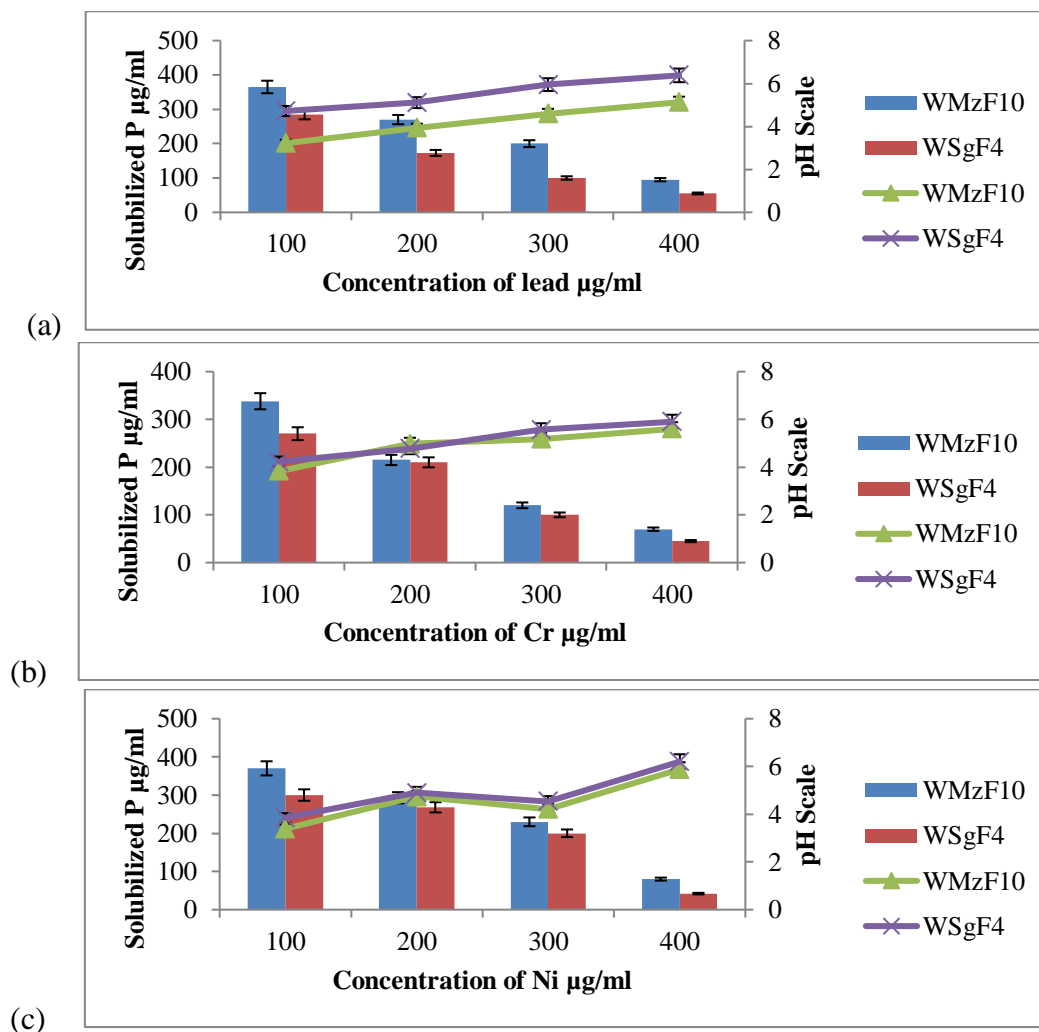 500
400
300
200
100
0
8
6
4
2
0
Solubilized P µg/ml
pH Scale
100 200 300 400
Concentration of lead µg/ml
WMzF10
WSgF4
WMzF10
WSgF4
(a)
400
300
200
100
0
8
6
4
2
0
Solubilized P µg/ml
pH Scale
100 200 300 400
Concentration of Cr µg/ml
WMzF10
WSgF4
WMzF10
WSgF4
(b)
500
400
300
200
100
0
8
6
4
2
0
Solubilized P µg/ml
pH Scale
100 200 300 400
Concentration of Ni µg/ml
WMzF10
WSgF4
WMzF10
WSgF4
(c)